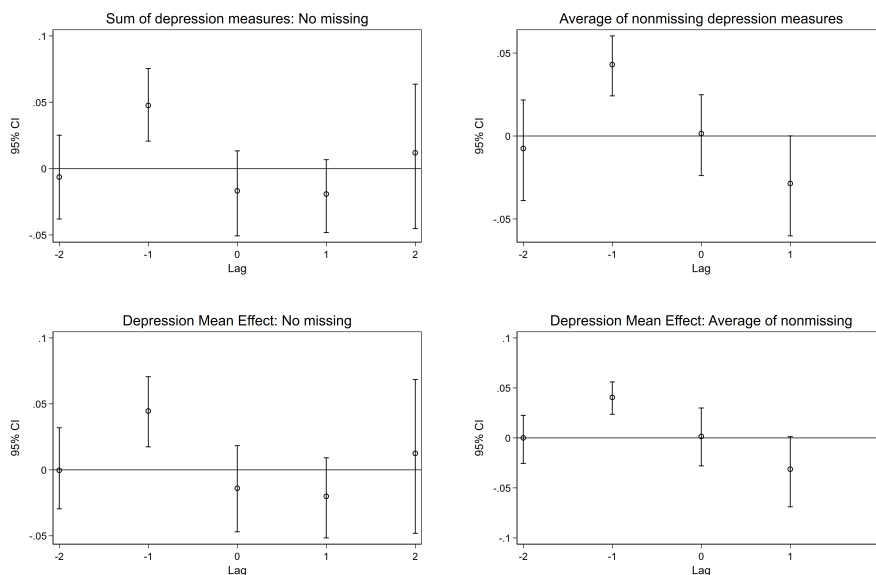 Sum of depression measures: No missing
.1
.05
0
-.05
95% CI
-2 -1 0 1 2
Lag
Average of nonmissing depression measures
.05
0
-.05
95% CI
-2 -1 0 1
Lag
Depression Mean Effect: No missing
.1
.05
0
-.05
95% CI
-2 -1 0 1 2
Lag
Depression Mean Effect: Average of nonmissing
.1
.05
0
-.05
-.1
95% CI
-2 -1 0 1
Lag